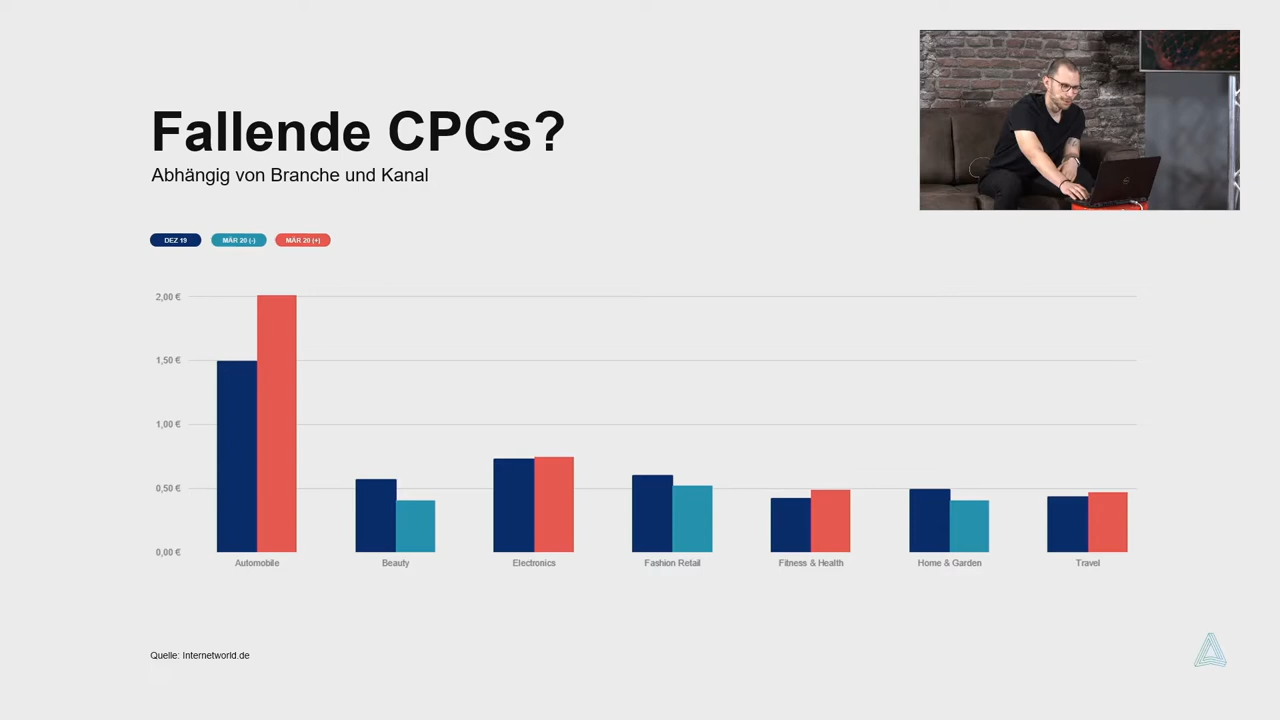 Fallende CPCs?
Abhängig von Branche und Kanal
DEZ 19 MÄR 20 (-) MÄR 20 (+)
2,00 €
1,50 €
1,00 €
0,50 €
0,00 €
Automobile Beauty Electronics Fashion Retail Fitness & Health Home & Garden Travel
Quelle: Internetworld.de